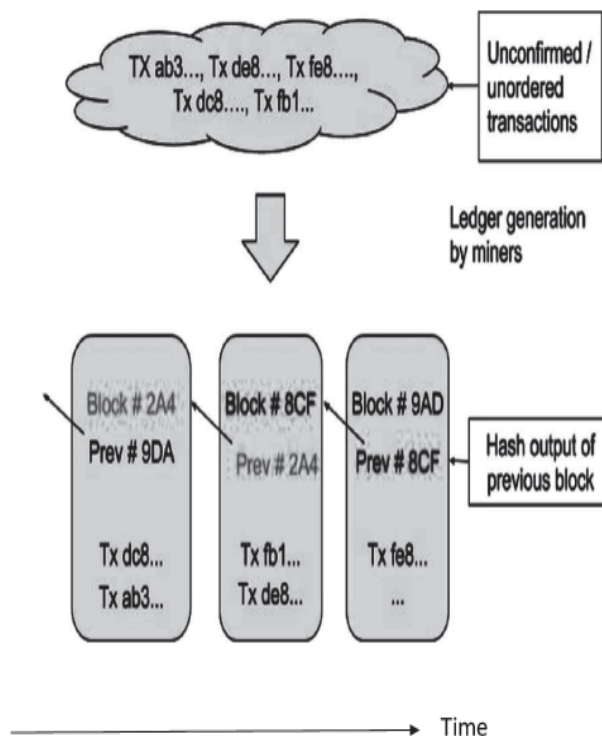 TX ab3..., Tx de8..., Tx fe8....,
Tx dc8...., Tx fb1...
Unconfirmed /
unordered
transactions
Ledger generation
by miners
Block # 2A4
Prev # 9DA
Tx dc8...
Tx ab3...
Block # 8CF
Prev # 2A4
Tx fb1...
Tx de8...
Block # 9AD
Prev # 8CF
Tx fe8...
...
Hash output of
previous block
Time